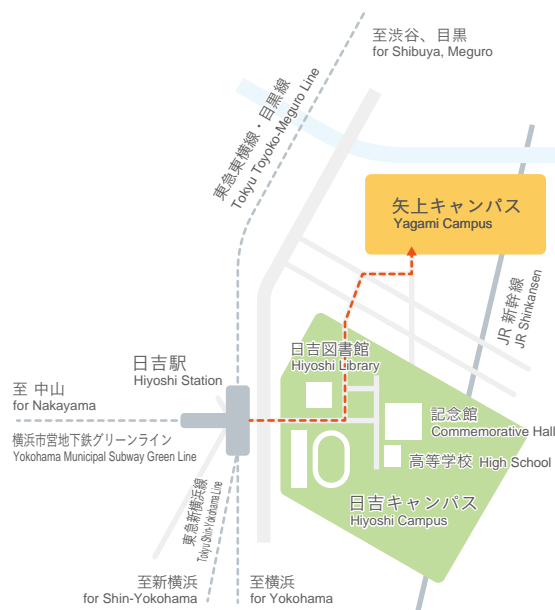 至渋谷、目黒
for Shibuya, Meguro
東急東横線・目黒線
Tokyu Toyoko-Meguro Line
矢上キャンパス
Yagami Campus
JR 新幹線
JR Shinkansen
日吉図書館
Hiyoshi Library
日吉駅
Hiyoshi Station
至 中山
for Nakayama
記念館
Commemorative Hall
横浜市営地下鉄グリーンライン
Yokohama Municipal Subway Green Line
高等学校 High School
東急新横浜線
Tokyu Shin-Yokohama Line
日吉キャンパス
Hiyoshi Campus
至新横浜
for Shin-Yokohama
至横浜
for Yokohama